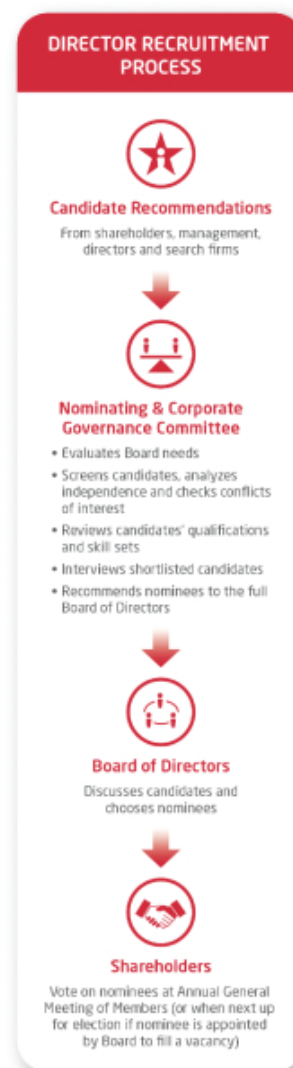 DIRECTOR RECRUITMENT
PROCESS
Candidate Recommendations
From shareholders, management,
directors and search firms
Nominating & Corporate
Governance Committee
• Evaluates Board needs
• Screens candidates, analyzes
independence and checks conflicts
of interest
• Reviews candidates' qualifications
and skill sets
• Interviews shortlisted candidates
• Recommends nominees to the full
Board of Directors
Board of Directors
Discusses candidates and
chooses nominees
Shareholders
Vote on nominees at Annual General
Meeting of Members (or when next up
for election if nominee is appointed
by Board to fill a vacancy)